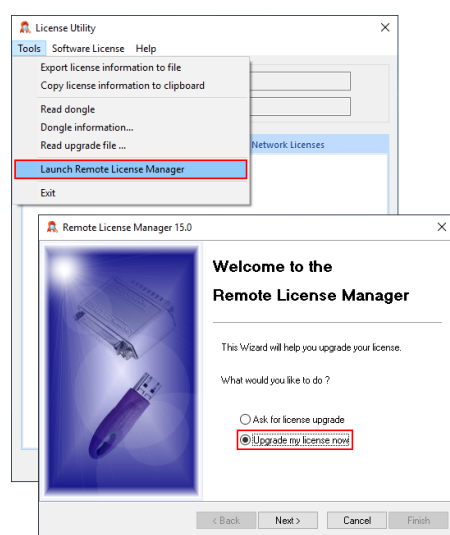 License Utility
Tools Software License Help
Export license information to file
Copy license information to clipboard
Read dongle
Dongle information...
Read upgrade file ...
Network Licenses
Launch Remote License Manager
Exit
Remote License Manager 15.0
Welcome to the
Remote License Manager
This Wizard will help you upgrade your license.
What would you like to do ?
Ask for license upgrade
Upgrade my license now
< Back Next > Cancel Finish